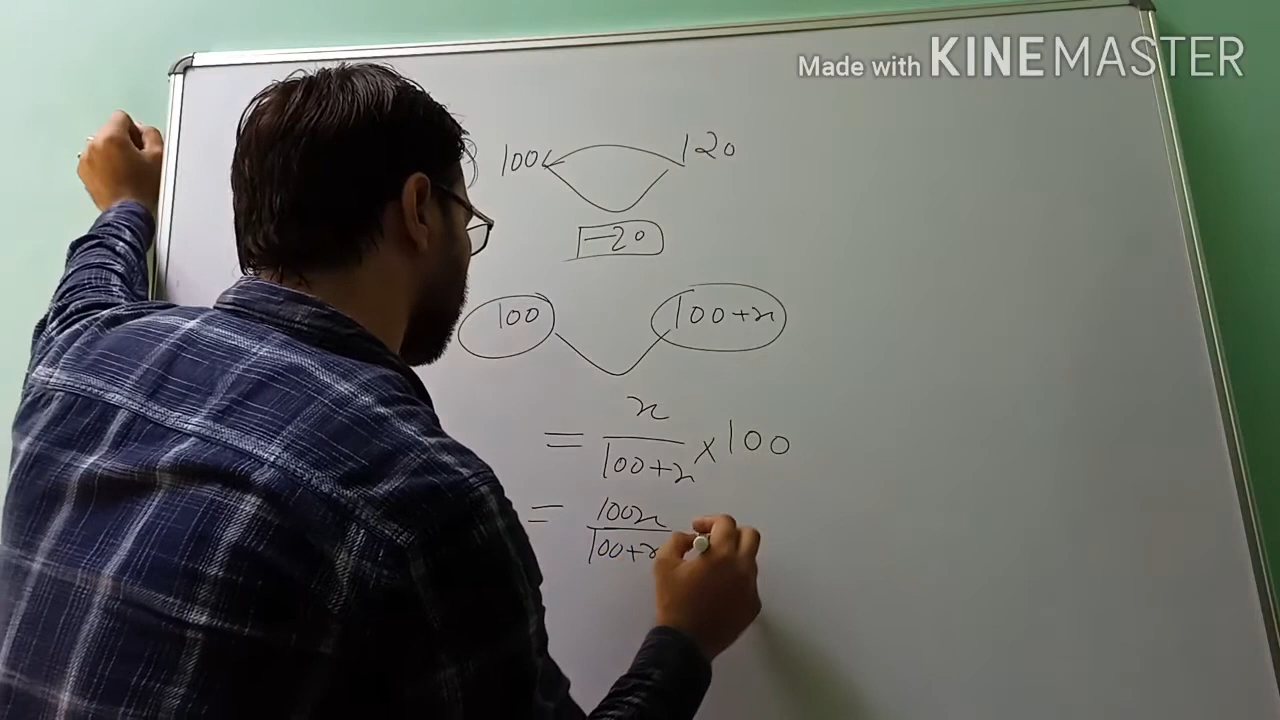 Made with KINEMASTER
) 100 120
-20
100 100+x
x
= ─── × 100
100+x
= 100x
100+x